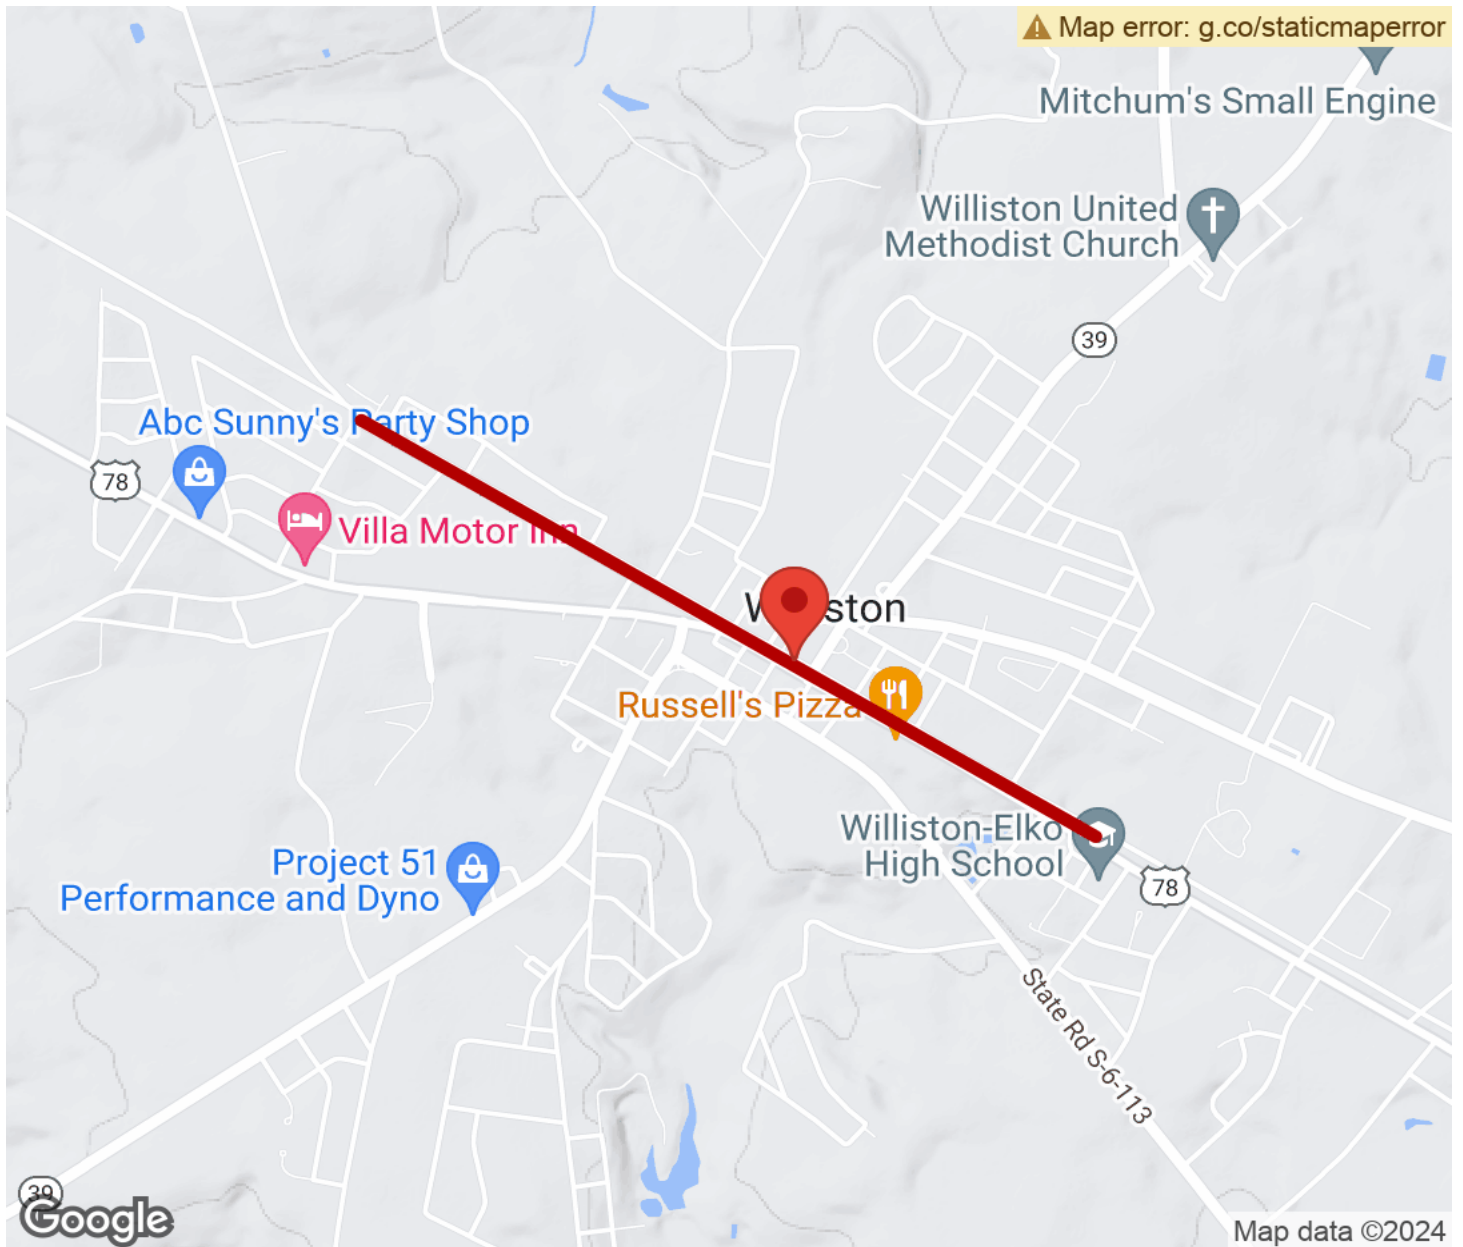 Map error: g.co/staticmaperror
Mitchum's Small Engine
Williston United
Methodist Church
39
Abc Sunny's Party Shop
78
Villa Motor Inn
Williston
Russell's Pizza
Williston-Elko
High School
78
Project 51
Performance and Dyno
State Rd S-6-113
39
Google
Map data ©2024